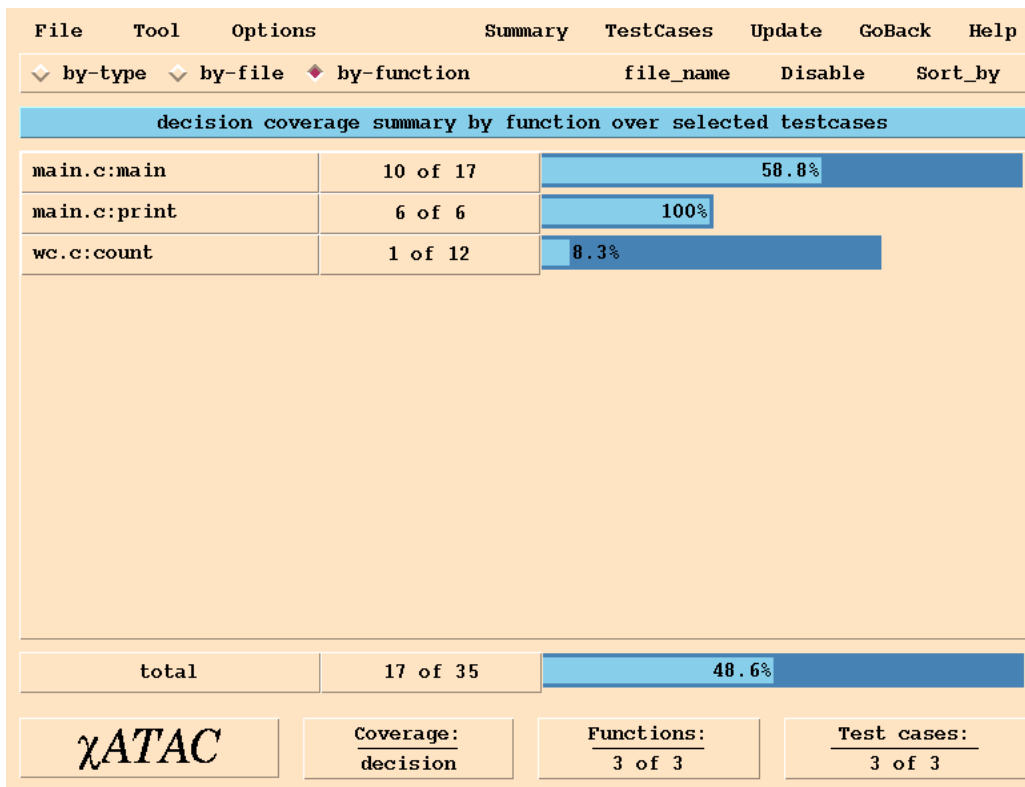 File Tool Options Summary TestCases Update GoBack Help
by-type by-file by-function file_name Disable Sort_by
decision coverage summary by function over selected testcases
main.c:main 10 of 17 58.8%
main.c:print 6 of 6 100%
wc.c:count 1 of 12 8.3%
total 17 of 35 48.6%
χATAC Coverage: Functions: Test cases:
decision 3 of 3 3 of 3